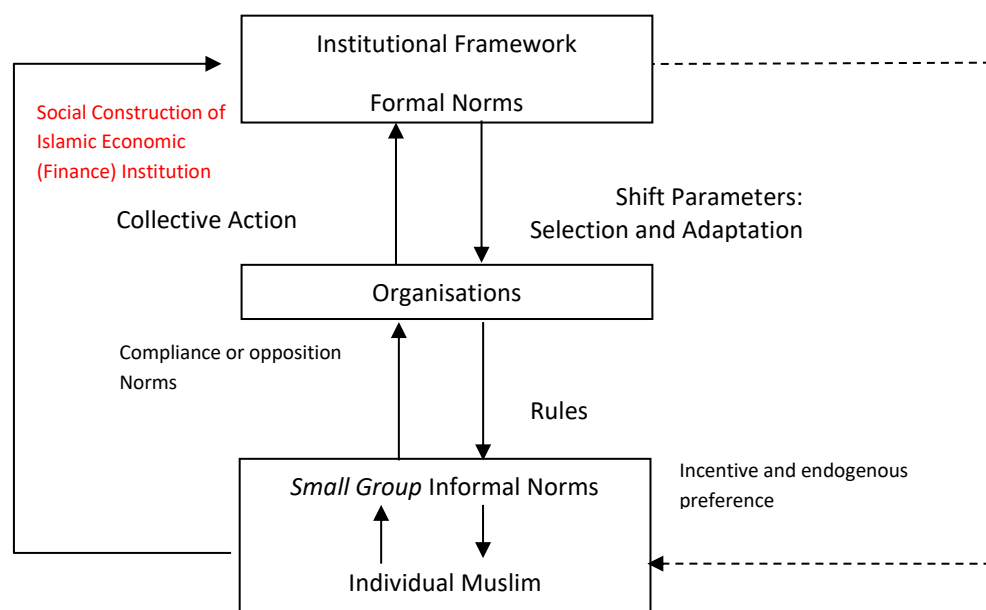 Institutional Framework
Formal Norms
Social Construction of
Islamic Economic
(Finance) Institution
Collective Action
Shift Parameters:
Selection and Adaptation
Organisations
Compliance or opposition
Norms
Rules
Small Group Informal Norms
Incentive and endogenous
preference
Individual Muslim